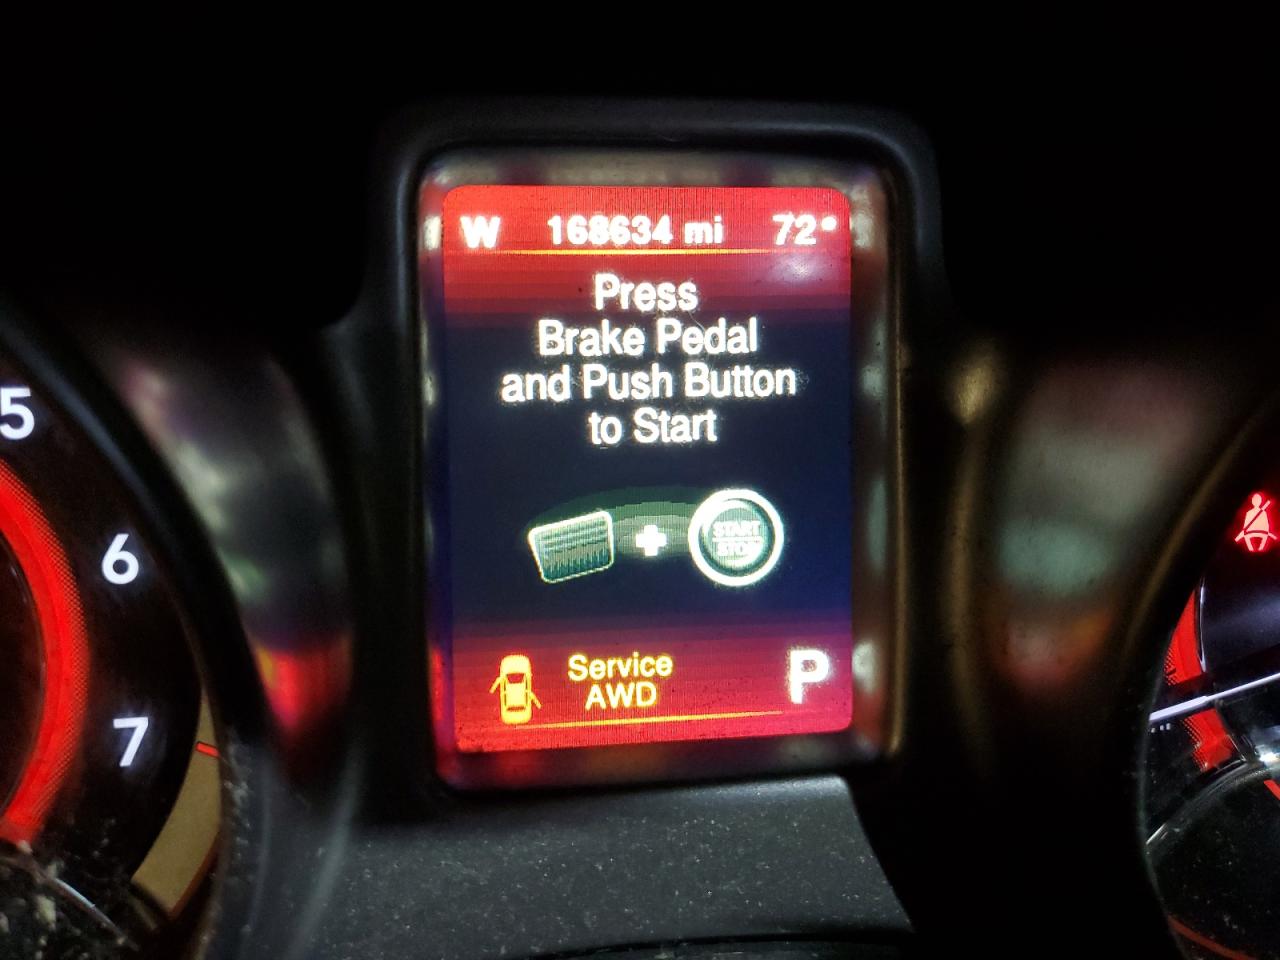 W 168634 mi 72°
Press
Brake Pedal
and Push Button
to Start
START
STOP
Service
AWD
P
5
6
7